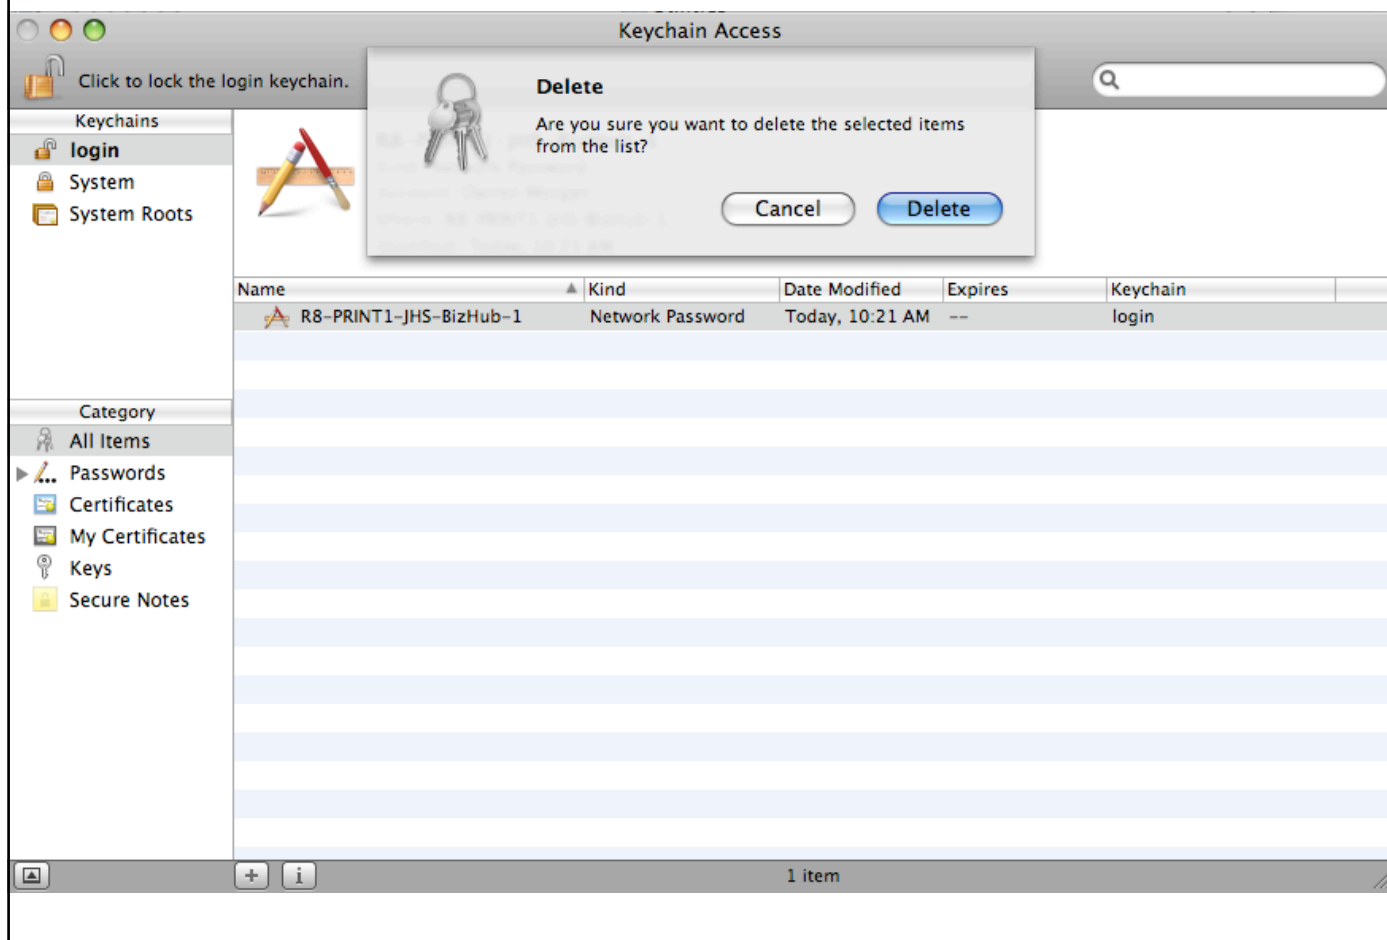 Keychain Access
Click to lock the login keychain.
Delete
Are you sure you want to delete the selected items
from the list?
Cancel
Delete
Keychains
login
System
System Roots
Name
Kind
Date Modified
Expires
Keychain
R8-PRINT1-JHS-BizHub-1
Network Password
Today, 10:21 AM
--
login
Category
All Items
Passwords
Certificates
My Certificates
Keys
Secure Notes
1 item